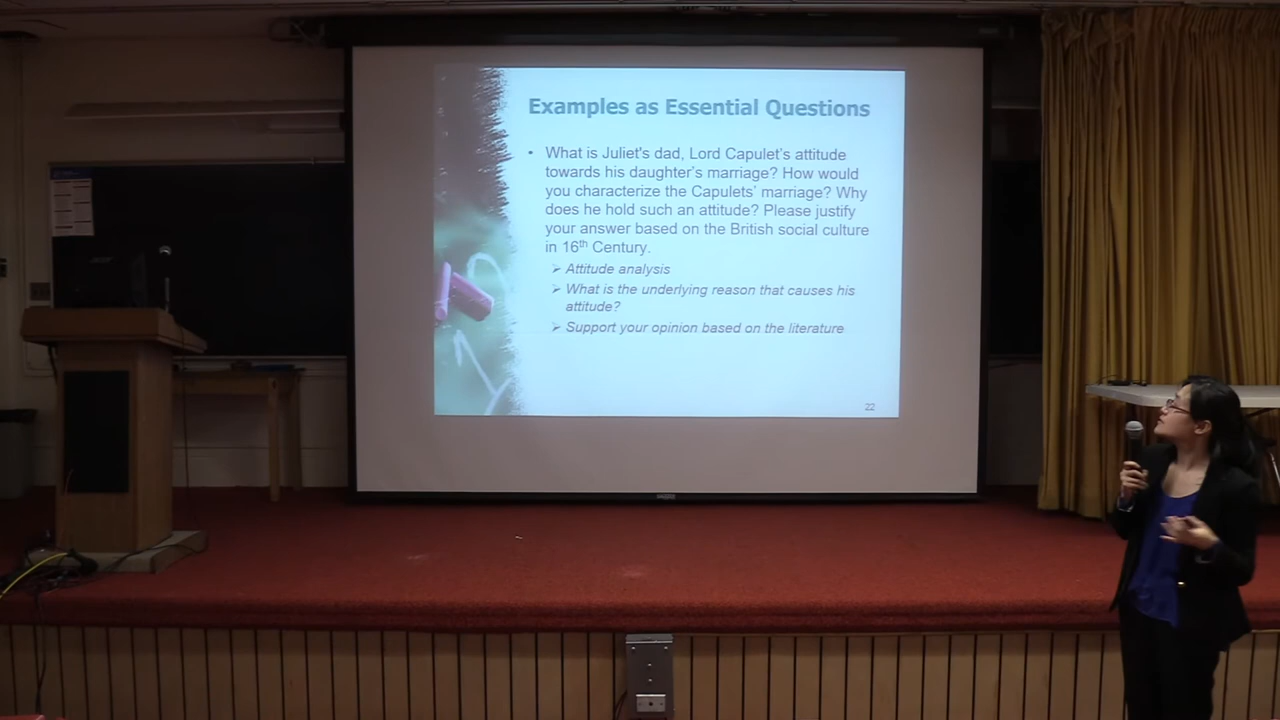 Examples as Essential Questions
• What is Juliet's dad, Lord Capulet's attitude
towards his daughter's marriage? How would
you characterize the Capulets' marriage? Why
does he hold such an attitude? Please justify
your answer based on the British social culture
in 16th Century.
➢ Attitude analysis
➢ What is the underlying reason that causes his
attitude?
➢ Support your opinion based on the literature
22